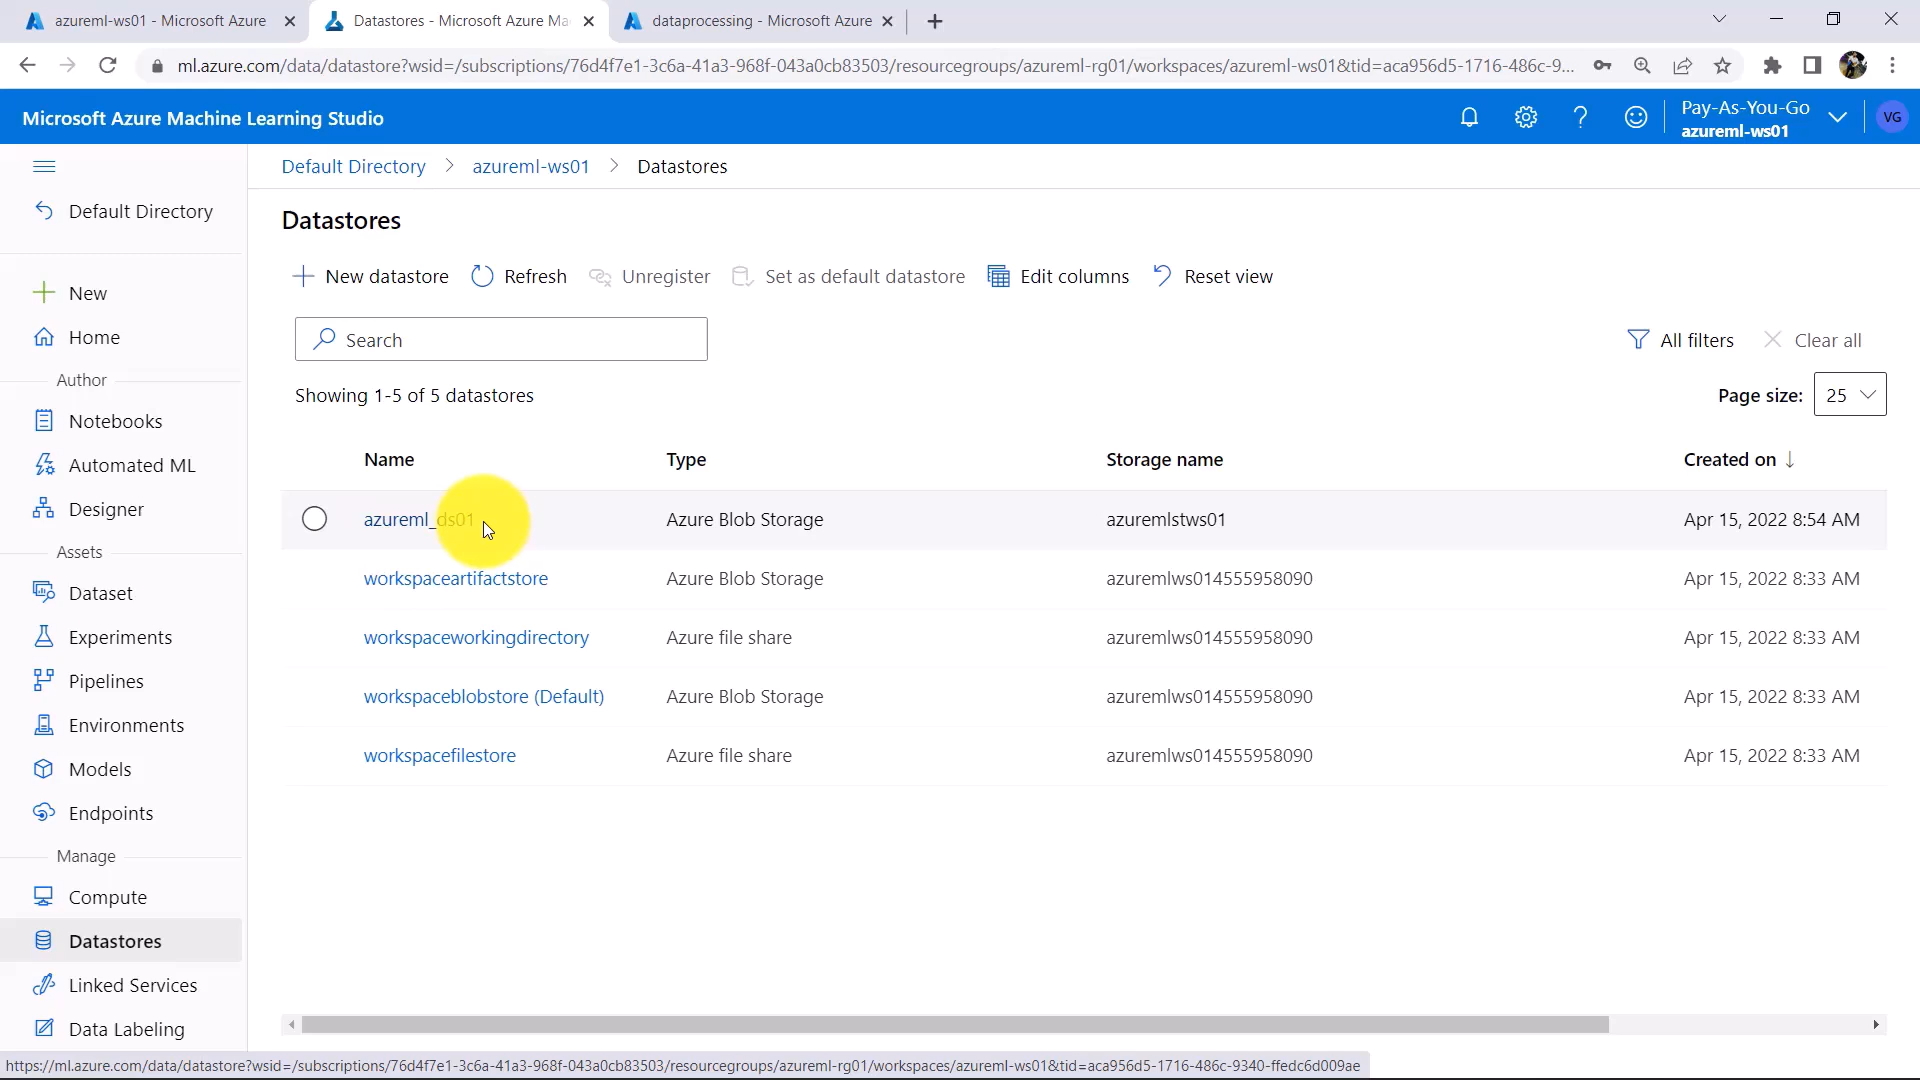 azureml-ws01 - Microsoft Azure
Datastores - Microsoft Azure Ma
dataprocessing - Microsoft Azure
ml.azure.com/data/datastore?wsid=/subscriptions/76d4f7e1-3c6a-41a3-968f-043a0cb83503/resourcegroups/azureml-rg01/workspaces/azureml-ws01&tid=aca956d5-1716-486c-9...
Microsoft Azure Machine Learning Studio
Pay-As-You-Go
azureml-ws01
VG
Default Directory > azureml-ws01 > Datastores
Default Directory
New
Home
Author
Notebooks
Automated ML
Designer
Assets
Dataset
Experiments
Pipelines
Environments
Models
Endpoints
Manage
Compute
Datastores
Linked Services
Data Labeling
Datastores
New datastore Refresh Unregister Set as default datastore Edit columns Reset view
Search
All filters Clear all
Showing 1-5 of 5 datastores
Page size: 25
Name Type Storage name Created on ↓
azureml_ds01 Azure Blob Storage azuremlstws01 Apr 15, 2022 8:54 AM
workspaceartifactstore Azure Blob Storage azuremlws014555958090 Apr 15, 2022 8:33 AM
workspaceworkingdirectory Azure file share azuremlws014555958090 Apr 15, 2022 8:33 AM
workspaceblobstore (Default) Azure Blob Storage azuremlws014555958090 Apr 15, 2022 8:33 AM
workspacefilestore Azure file share azuremlws014555958090 Apr 15, 2022 8:33 AM
https://ml.azure.com/data/datastore?wsid=/subscriptions/76d4f7e1-3c6a-41a3-968f-043a0cb83503/resourcegroups/azureml-rg01/workspaces/azureml-ws01&tid=aca956d5-1716-486c-9340-ffedc6d009ae